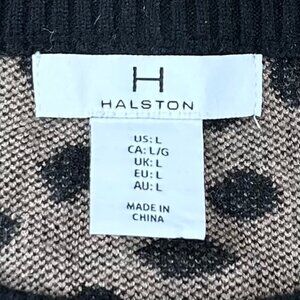 H
HALSTON
US: L
CA: L/G
UK: L
EU: L
AU: L
MADE IN
CHINA